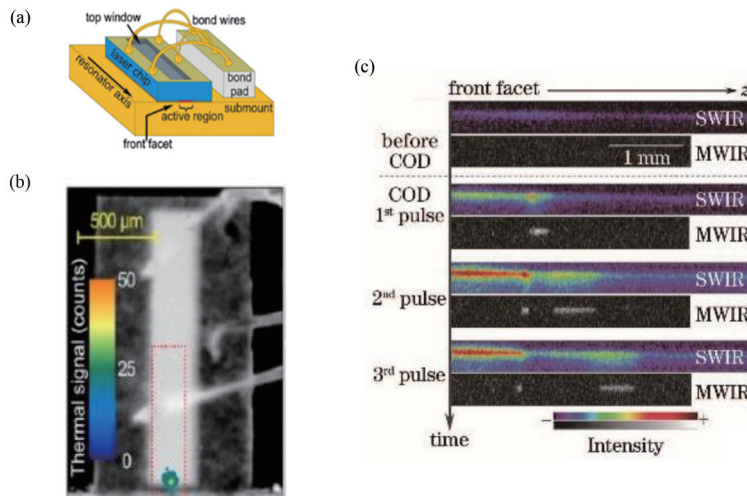 (a)
top window
bond wires
laser chip
resonator axis
bond
pad
submount
active region
front facet
(b)
500 µm
Thermal signal (counts)
50
25
0
(c)
front facet
z
SWIR
before
COD
MWIR
1 mm
COD
1st pulse
SWIR
MWIR
2nd pulse
SWIR
MWIR
3rd pulse
SWIR
MWIR
− +
time
Intensity